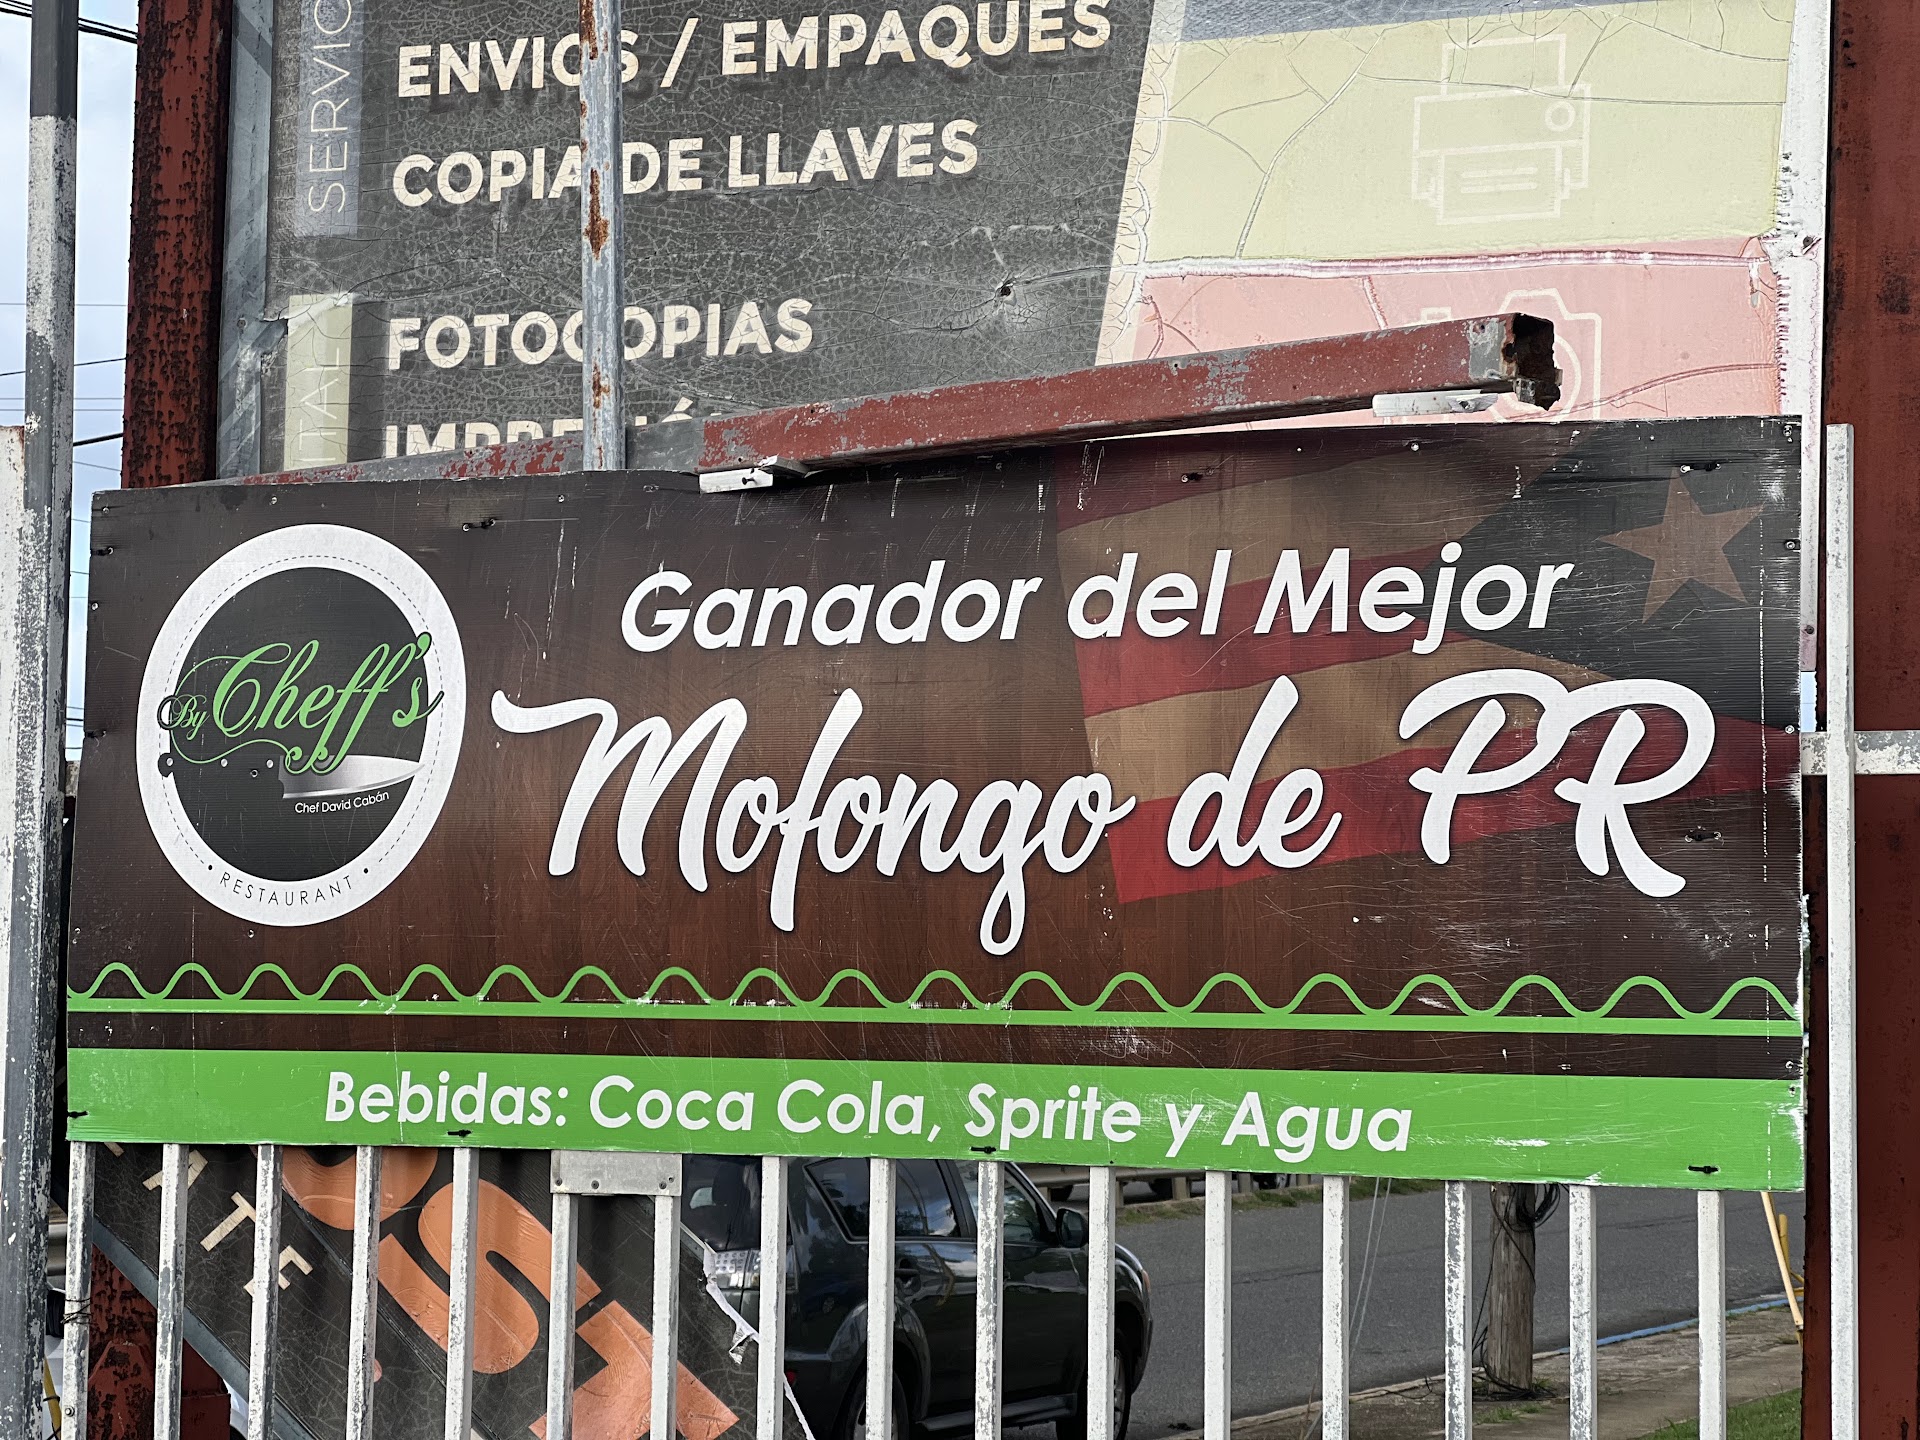 SERVICIO
ENVIOS / EMPAQUES
COPIA DE LLAVES
FOTOCOPIAS
Ganador del Mejor
Mofongo de PR
By Cheff's
Chef David Cabán
• RESTAURANT •
Bebidas: Coca Cola, Sprite y Agua